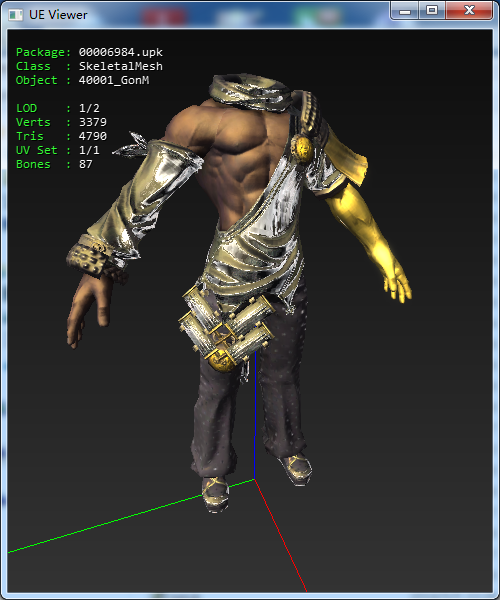 UE Viewer
Package: 00006984.upk
Class  : SkeletalMesh
Object : 40001_GonM
LOD    : 1/2
Verts  : 3379
Tris   : 4790
UV Set : 1/1
Bones  : 87